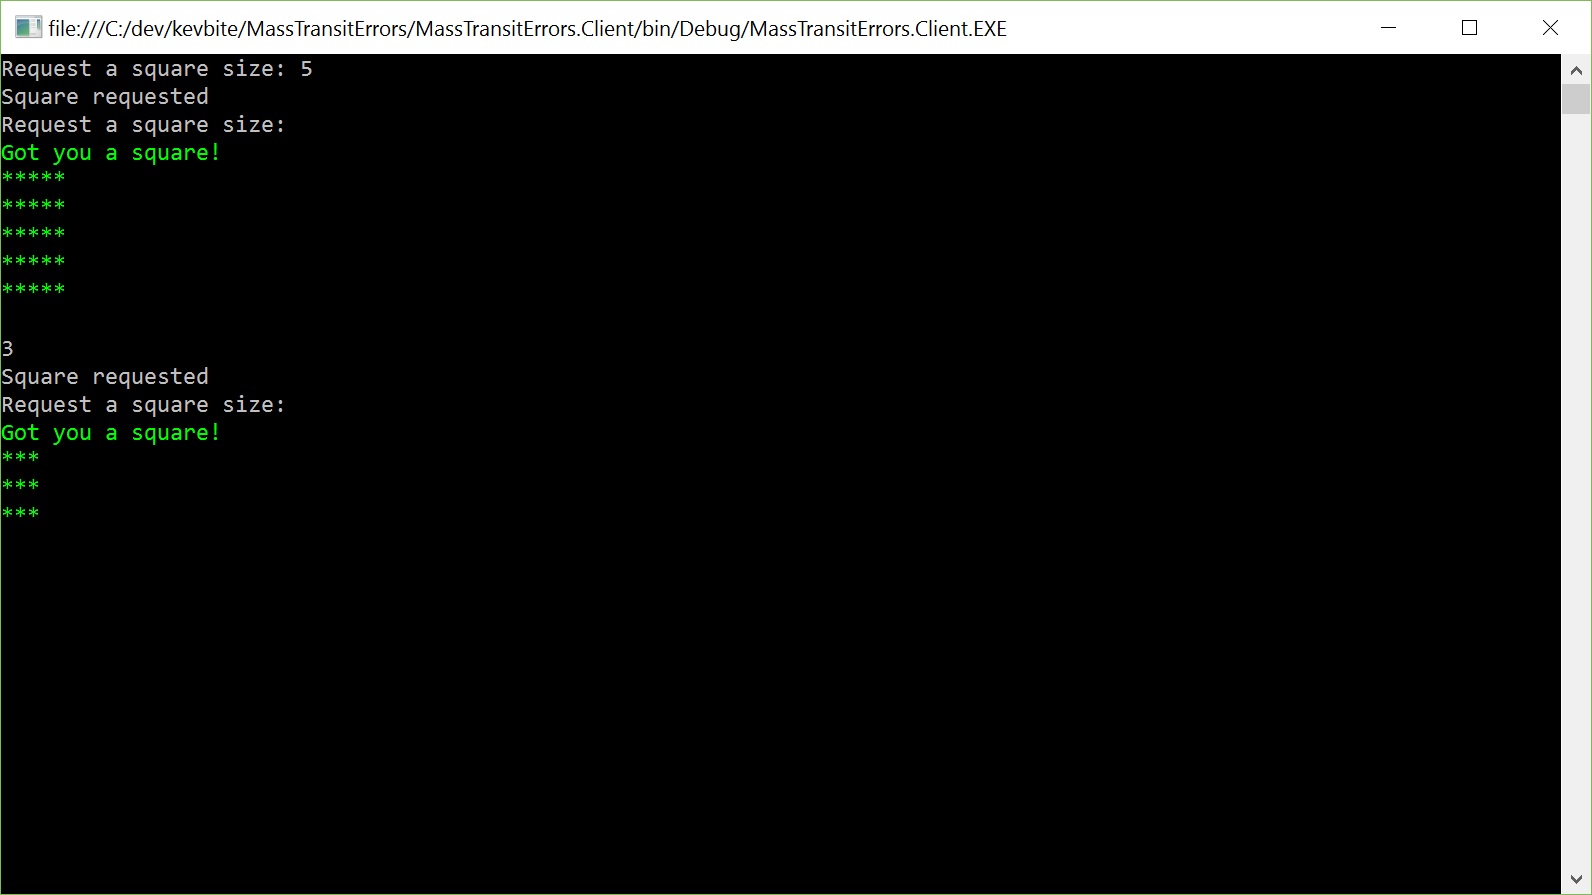 file:///C:/dev/kevbite/MassTransitErrors/MassTransitErrors.Client/bin/Debug/MassTransitErrors.Client.EXE
Request a square size: 5
Square requested
Request a square size:
Got you a square!
*****
*****
*****
*****
*****
3
Square requested
Request a square size:
Got you a square!
***
***
***